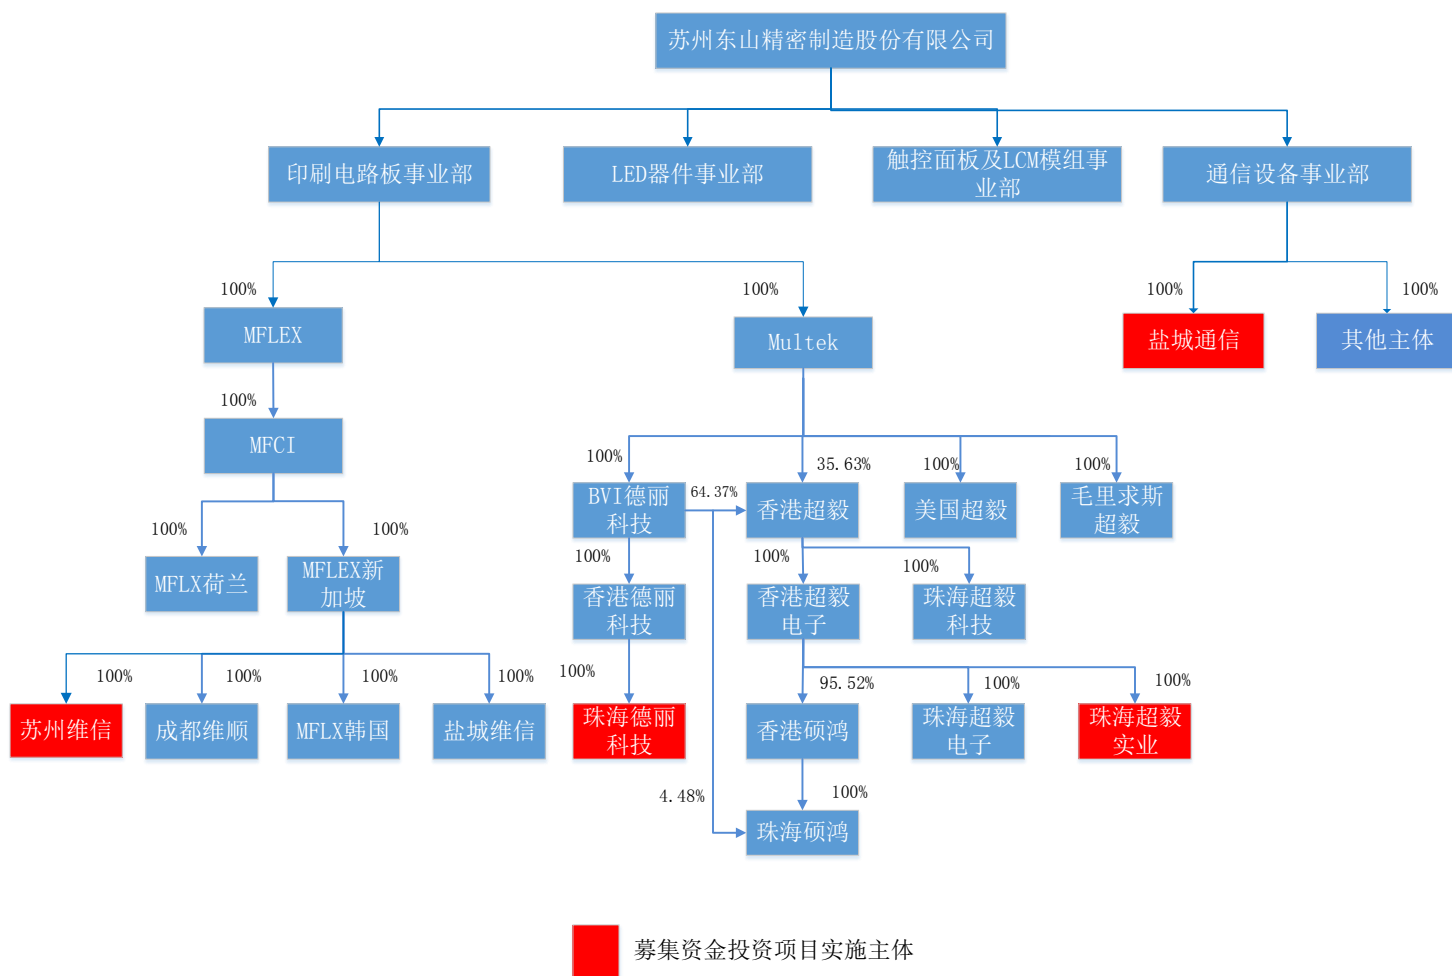 苏州东山精密制造股份有限公司
印刷电路板事业部
LED器件事业部
触控面板及LCM模组事
业部
通信设备事业部
100%
100%
100%
100%
MFLEX
Multek
盐城通信
其他主体
100%
MFCI
100%
35.63%
100%
100%
BVI德丽
科技
64.37%
香港超毅
美国超毅
毛里求斯
超毅
100%
100%
100%
100%
100%
MFLX荷兰
MFLEX新
加坡
香港德丽
科技
香港超毅
电子
珠海超毅
科技
100%
100%
100%
100%
100%
95.52%
100%
100%
苏州维信
成都维顺
MFLX韩国
盐城维信
珠海德丽
科技
香港硕鸿
珠海超毅
电子
珠海超毅
实业
4.48%
100%
珠海硕鸿
募集资金投资项目实施主体